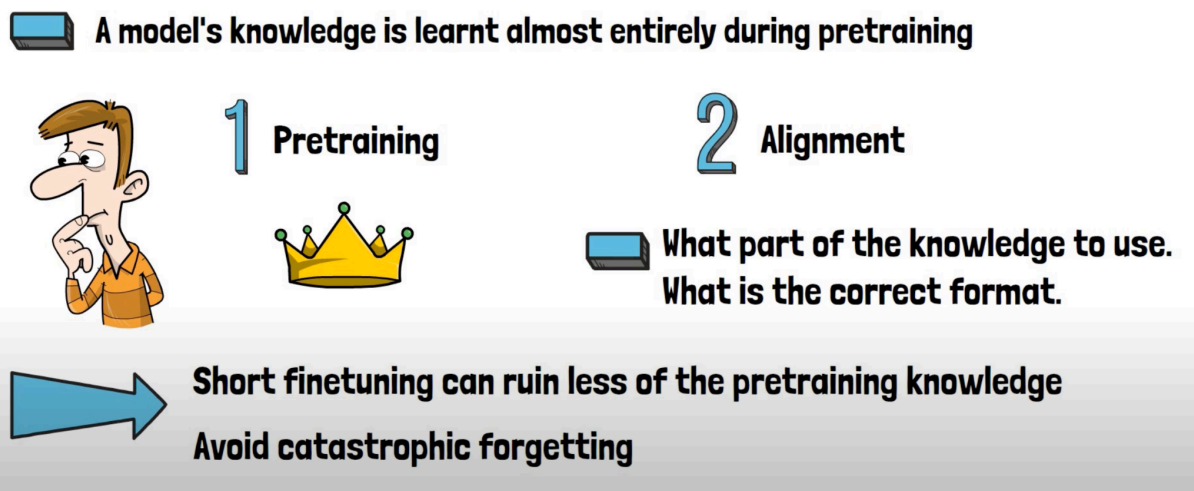 A model's knowledge is learnt almost entirely during pretraining
1 Pretraining
2 Alignment
What part of the knowledge to use.
What is the correct format.
Short finetuning can ruin less of the pretraining knowledge
Avoid catastrophic forgetting